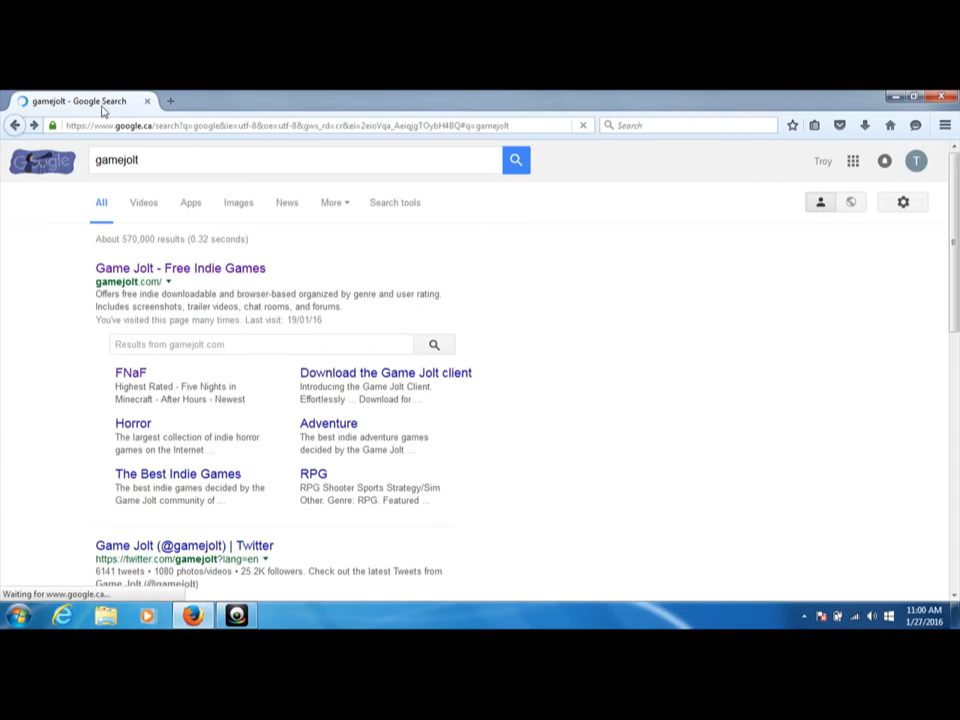 gamejolt - Google Search
https://www.google.ca/search?q=google&ie=utf-8&oe=utf-8&gws_rd=cr&ei=2eioVqa_AeiqjgTOybH4BQ#q=gamejolt
Search
Google
gamejolt
Troy
T
All Videos Apps Images News More Search tools
About 570,000 results (0.32 seconds)
Game Jolt - Free Indie Games
gamejolt.com/
Offers free indie downloadable and browser-based organized by genre and user rating.
Includes screenshots, trailer videos, chat rooms, and forums.
You've visited this page many times. Last visit: 19/01/16
Results from gamejolt.com
FNaF
Highest Rated - Five Nights in
Minecraft - After Hours - Newest
Download the Game Jolt client
Introducing the Game Jolt Client.
Effortlessly ... Download for ...
Horror
The largest collection of indie horror
games on the Internet ...
Adventure
The best indie adventure games
decided by the Game Jolt ...
The Best Indie Games
The best indie games decided by the
Game Jolt community of ...
RPG
RPG Shooter Sports Strategy/Sim
Other. Genre: RPG. Featured ...
Game Jolt (@gamejolt) | Twitter
https://twitter.com/gamejolt?lang=en
6141 tweets • 1080 photos/videos • 25.2K followers. Check out the latest Tweets from
Game Jolt (@gamejolt)
Waiting for www.google.ca...
11:00 AM
1/27/2016